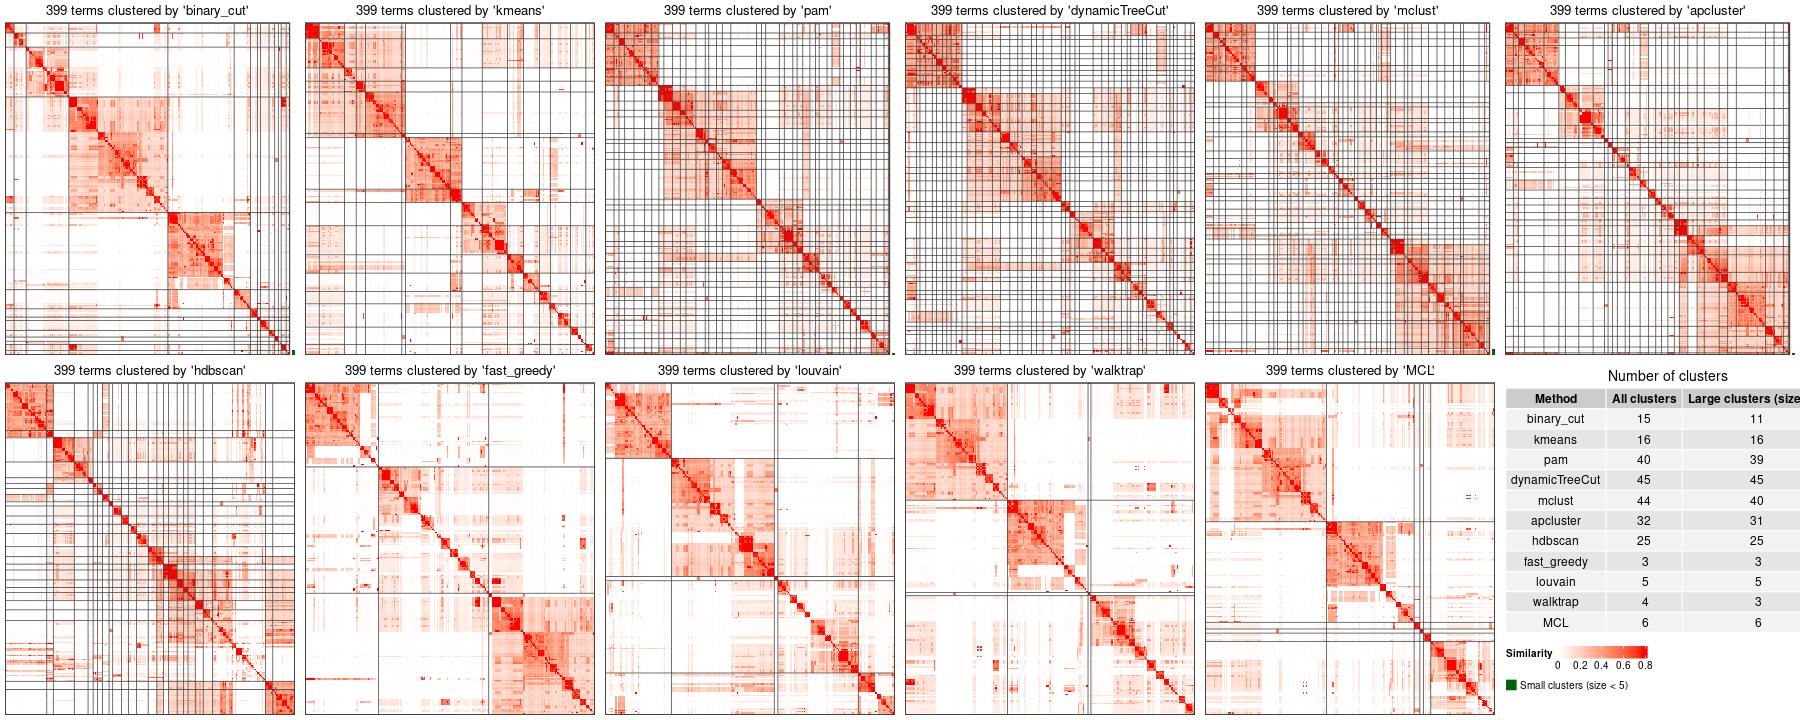 399 terms clustered by 'binary_cut'
399 terms clustered by 'kmeans'
399 terms clustered by 'pam'
399 terms clustered by 'dynamicTreeCut'
399 terms clustered by 'mclust'
399 terms clustered by 'apcluster'
399 terms clustered by 'hdbscan'
399 terms clustered by 'fast_greedy'
399 terms clustered by 'louvain'
399 terms clustered by 'walktrap'
399 terms clustered by 'MCL'
Number of clusters
Method All clusters Large clusters (size
binary_cut 15 11
kmeans 16 16
pam 40 39
dynamicTreeCut 45 45
mclust 44 40
apcluster 32 31
hdbscan 25 25
fast_greedy 3 3
louvain 5 5
walktrap 4 3
MCL 6 6
Similarity
0 0.2 0.4 0.6 0.8
Small clusters (size < 5)